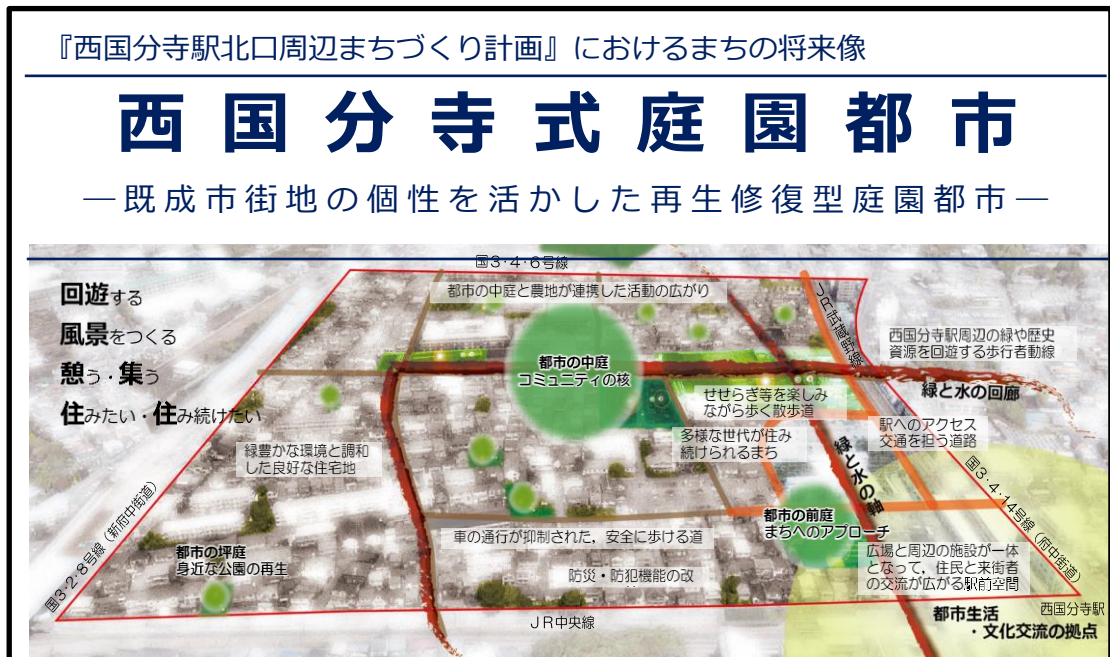 『西国分寺駅北口周辺まちづくり計画』におけるまちの将来像
西国分寺式庭園都市
―既成市街地の個性を活かした再生修復型庭園都市―
国3・4・6号線
回遊する
風景をつくる
憩う・集う
住みたい・住み続けたい
都市の中庭と農地が連携した活動の広がり
JR武蔵野線
西国分寺駅周辺の緑や歴史
資源を回遊する歩行者動線
都市の中庭
コミュニティの核
緑と水の回廊
せせらぎ等を楽しみ
ながら歩く散歩道
駅へのアクセス
交通を担う道路
多様な世代が住み
続けられるまち
緑豊かな環境と調和
した良好な住宅地
緑と水の軸
国3・4・14号線(府中街道)
国3・2・8号線(新府中街道)
都市の前庭
まちへのアプローチ
車の通行が抑制された，安全に歩ける道
都市の坪庭
身近な公園の再生
広場と周辺の施設が一体
となって、住民と来街者
の交流が広がる駅前空間
防災・防犯機能の改
JR中央線
西国分寺駅
都市生活
・文化交流の拠点